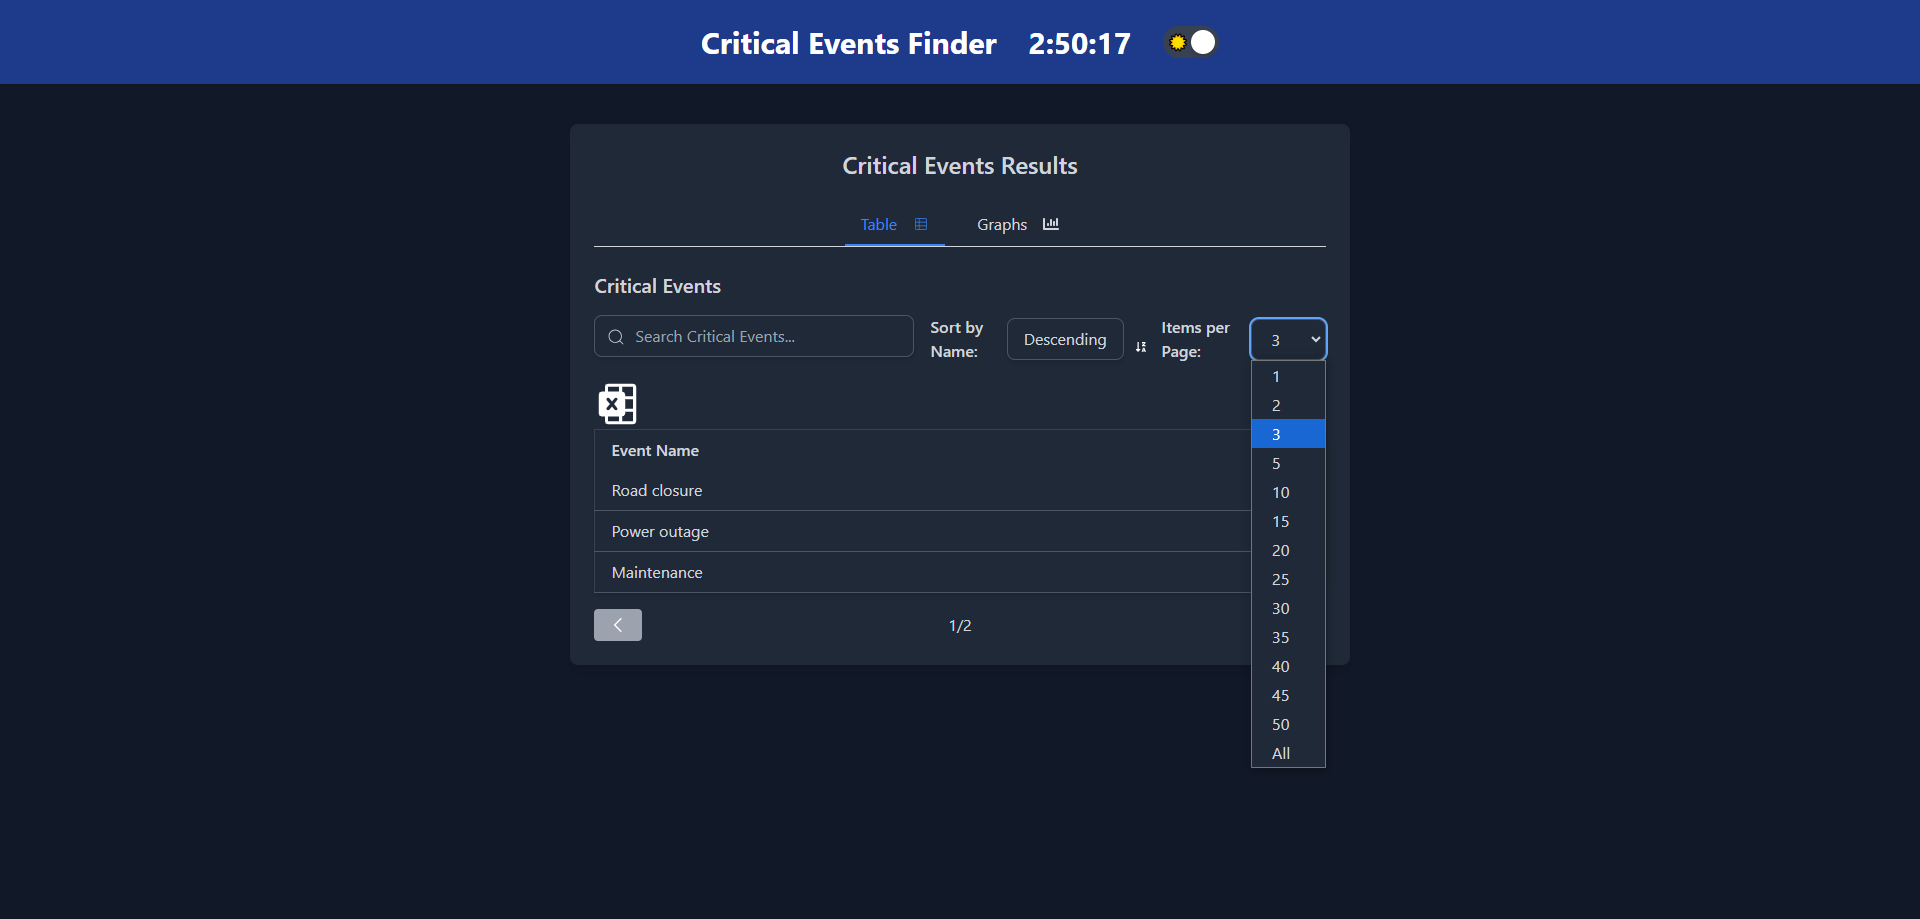 Critical Events Finder 2:50:17
Critical Events Results
Table Graphs
Critical Events
Search Critical Events...
Sort by
Name:
Descending
Items per
Page:
3
1
2
3
5
10
15
20
25
30
35
40
45
50
All
Event Name
Road closure
Power outage
Maintenance
1/2